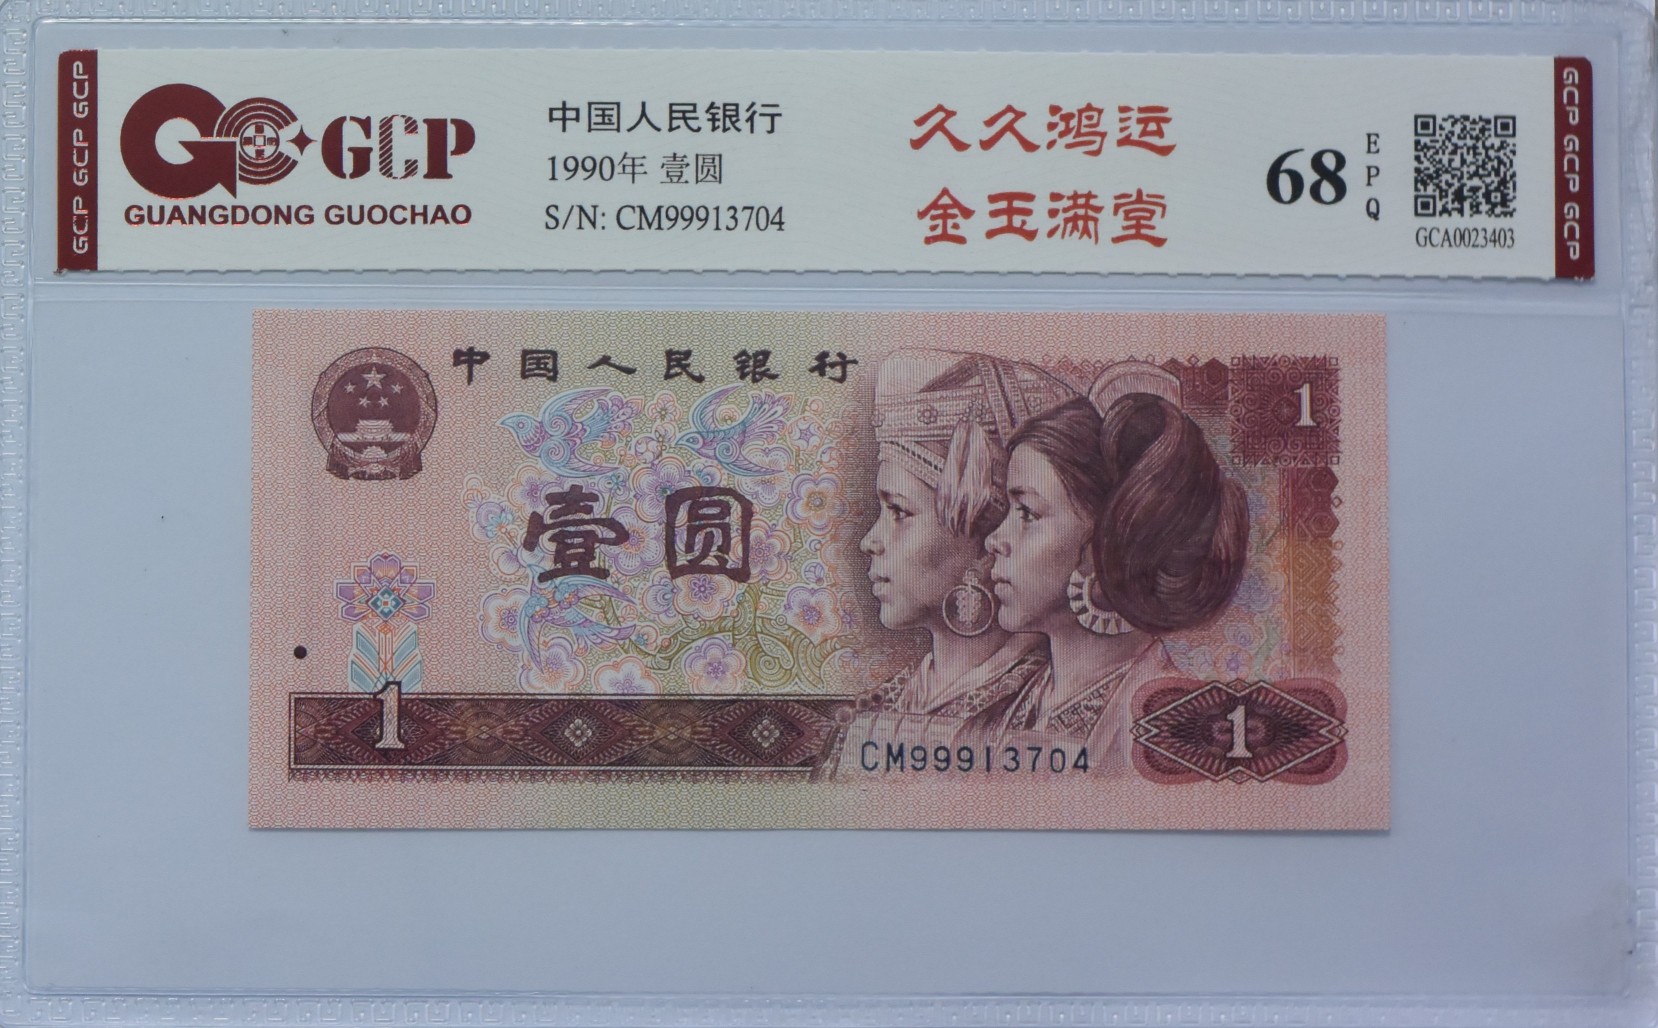 GCP GCP GCP
GCP
GUANGDONG GUOCHAO
中国人民银行
1990年 壹圆
S/N: CM99913704
久久鸿运
金玉满堂
68
EPQ
GCA0023403
GCP GCP GCP
中国人民银行
1
壹圆
1
1
CM99913704